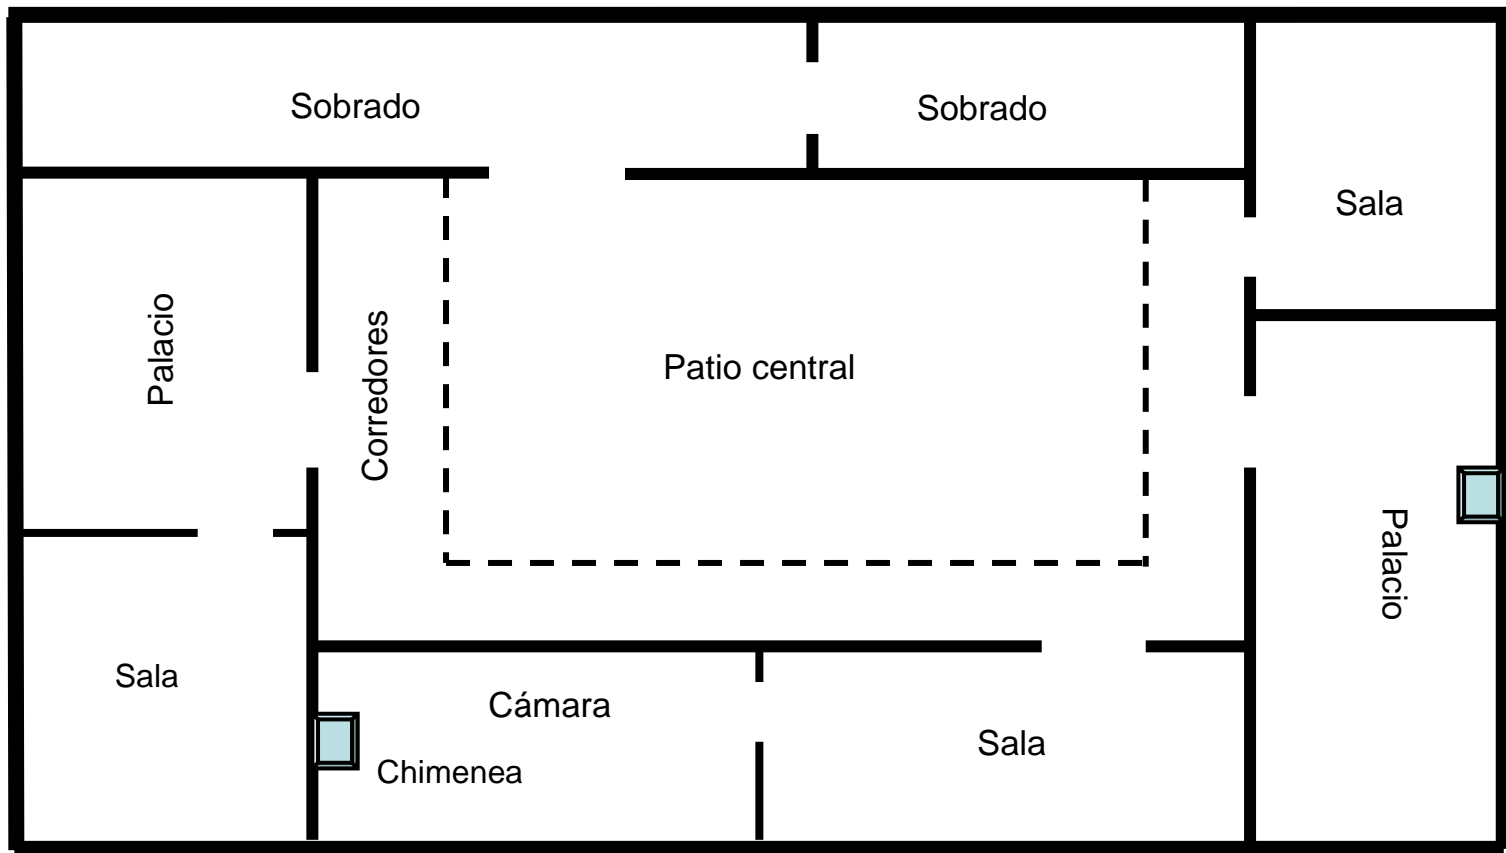 Sobrado
Sobrado
Sala
Palacio
Corredores
Patio central
Palacio
Sala
Cámara
Sala
Chimenea